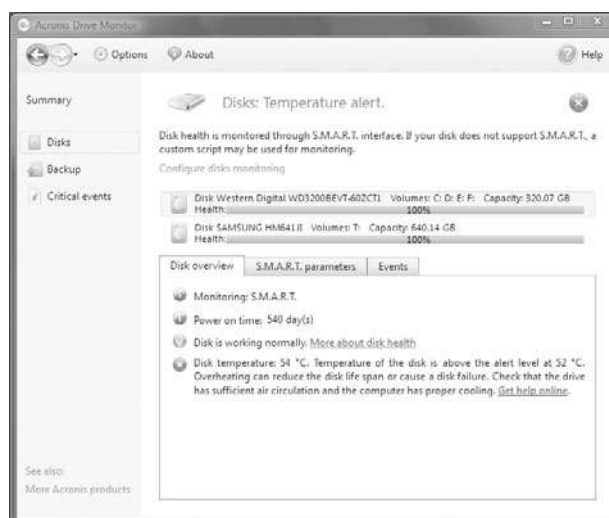 Acronis Drive Monitor
Options
About
Help
Summary
Disks
Backup
Critical events
Disks: Temperature alert.
Disk health is monitored through S.M.A.R.T. interface. If your disk does not support S.M.A.R.T., a
custom script may be used for monitoring.
Configure disks monitoring
Disk Western Digital WD3200BEVT-60ZCT1 Volumes: C: D: E: F: Capacity: 320.07 GB
Health: 100%
Disk SAMSUNG HM641JI Volumes: T: Capacity: 640.14 GB
Health: 100%
Disk overview
S.M.A.R.T. parameters
Events
Monitoring: S.M.A.R.T.
Power on time: 540 day(s)
Disk is working normally. More about disk health
Disk temperature: 54 °C. Temperature of the disk is above the alert level at 52 °C.
Overheating can reduce the disk life span or cause a disk failure. Check that the drive
has sufficient air circulation and the computer has proper cooling. Get help online.
See also:
More Acronis products